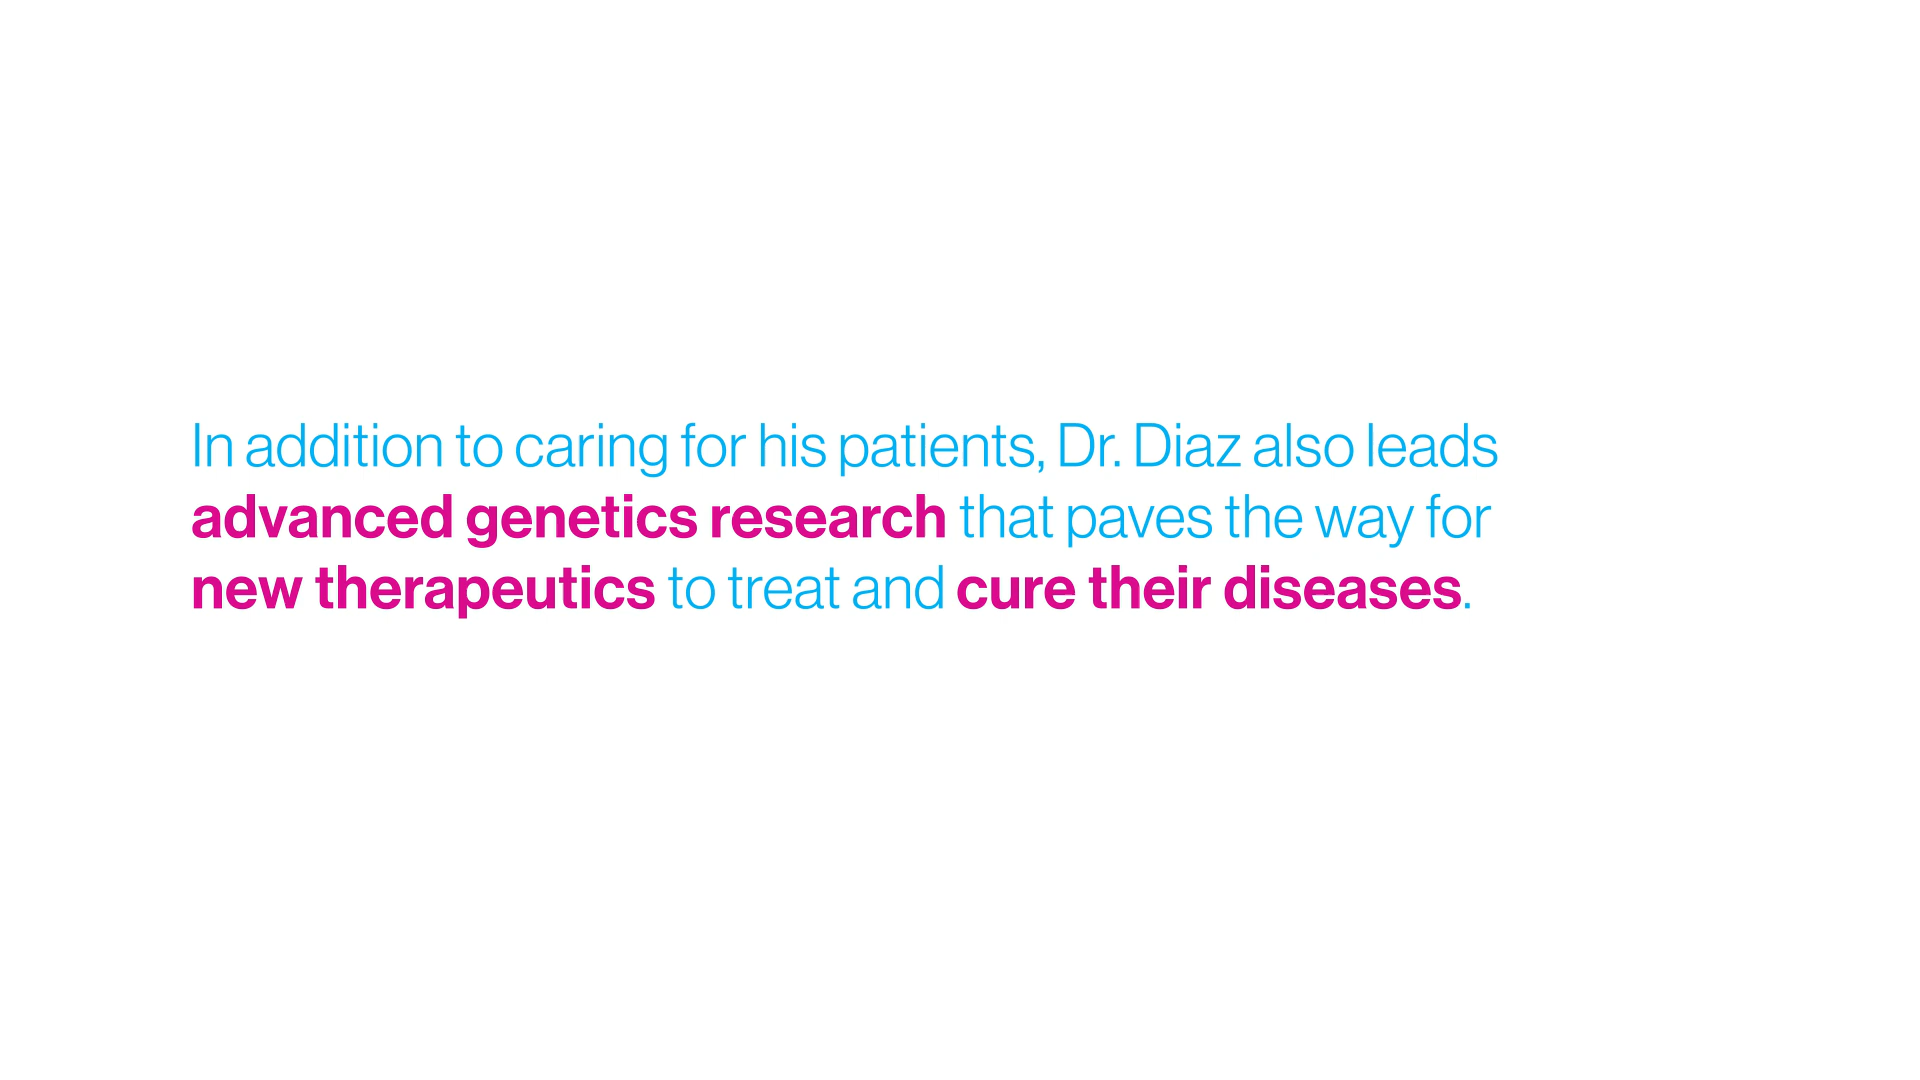 In addition to caring for his patients, Dr. Diaz also leads
advanced genetics research that paves the way for
new therapeutics to treat and cure their diseases.